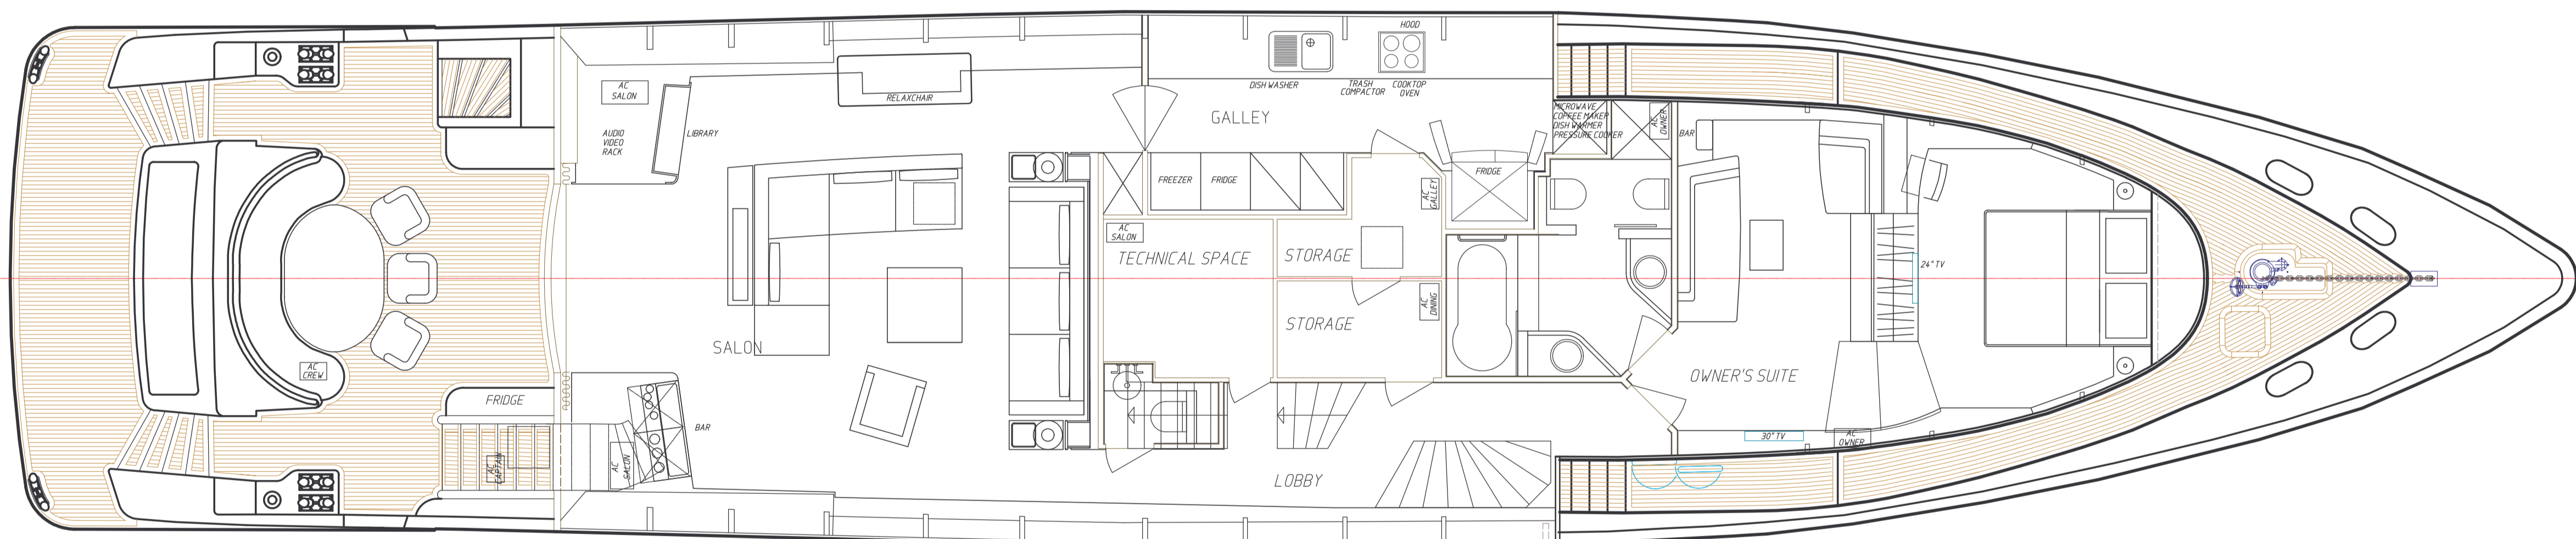 AC
SALON
AUDIO
VIDEO
RACK
LIBRARY
RELAXCHAIR
HOOD
DISH WASHER
TRASH
COMPACTOR
COOKTOP
OVEN
GALLEY
MICROWAVE
COFFEE MAKER
DISH WARMER
PRESSURE COOKER
AC
OWNER
BAR
FREEZER
FRIDGE
AC
GALLEY
FRIDGE
AC
SALON
TECHNICAL SPACE
STORAGE
24" TV
AC
DINING
STORAGE
SALON
AC
CREW
OWNER'S SUITE
FRIDGE
BAR
AC
CAPTAIN
AC
SALON
30" TV
AC
OWNER
LOBBY